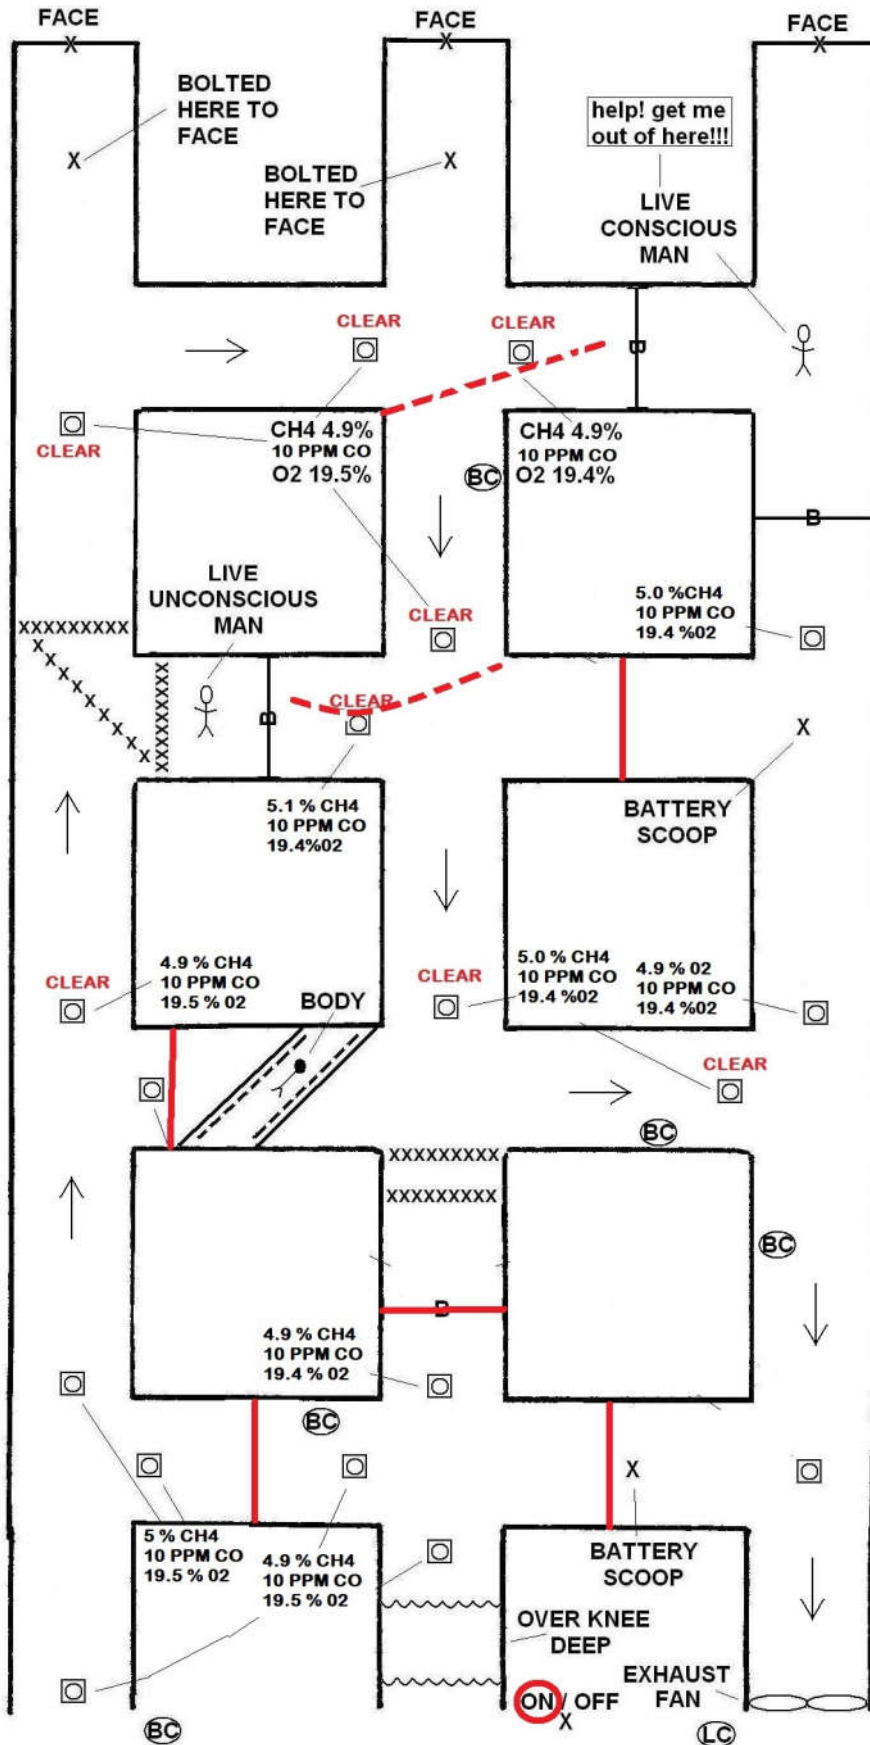 FACE
FACE
FACE
X
X
X
BOLTED
HERE TO
FACE
X
BOLTED
HERE TO
FACE
X
help! get me
out of here!!!
LIVE
CONSCIOUS
MAN
CLEAR
CLEAR
B
CLEAR
CH4 4.9%
10 PPM CO
O2 19.5%
CH4 4.9%
10 PPM CO
O2 19.4%
BC
B
LIVE
UNCONSCIOUS
MAN
CLEAR
5.0 %CH4
10 PPM CO
19.4 %02
XXXXXXXXX
X
X
X
X
X
X
X
X
XXXXXXXXX
B
CLEAR
X
5.1 % CH4
10 PPM CO
19.4%02
BATTERY
SCOOP
4.9 % CH4
10 PPM CO
19.5 % 02
CLEAR
BODY
CLEAR
5.0 % CH4
10 PPM CO
19.4 %02
4.9 % 02
10 PPM CO
19.4 %02
CLEAR
BC
XXXXXXXXX
XXXXXXXXX
BC
B
4.9 % CH4
10 PPM CO
19.4 % 02
BC
X
5 % CH4
10 PPM CO
19.5 % 02
4.9 % CH4
10 PPM CO
19.5 % 02
BATTERY
SCOOP
OVER KNEE
DEEP
ON / OFF
X
EXHAUST
FAN
BC
LC